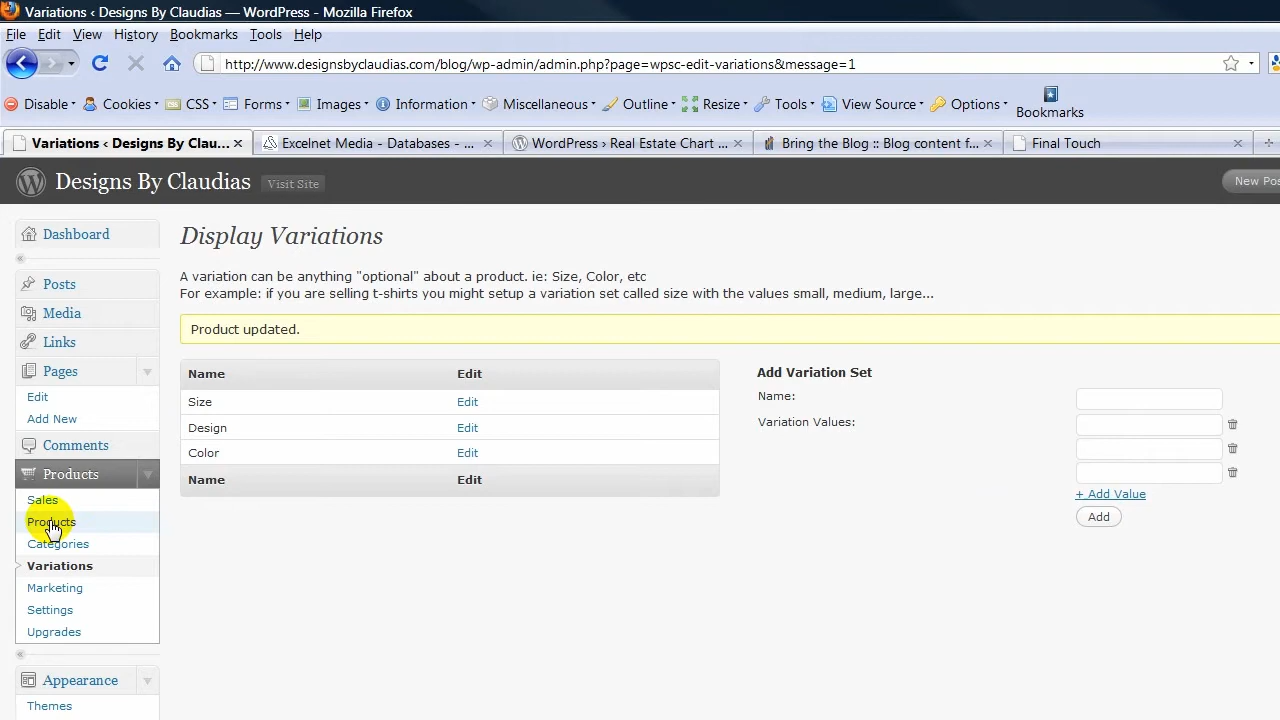 Variations ‹ Designs By Claudias — WordPress - Mozilla Firefox
File Edit View History Bookmarks Tools Help
http://www.designsbyclaudias.com/blog/wp-admin/admin.php?page=wpsc-edit-variations&message=1
Disable Cookies CSS Forms Images Information Miscellaneous Outline Resize Tools View Source Options Bookmarks
Variations ‹ Designs By Clau... Excelnet Media - Databases - ... WordPress › Real Estate Chart ... Bring the Blog :: Blog content f... Final Touch
Designs By Claudias Visit Site New Pos
Dashboard
Posts
Media
Links
Pages
Edit
Add New
Comments
Products
Sales
Products
Categories
Variations
Marketing
Settings
Upgrades
Appearance
Themes
Display Variations
A variation can be anything "optional" about a product. ie: Size, Color, etc
For example: if you are selling t-shirts you might setup a variation set called size with the values small, medium, large...
Product updated.
Name Edit
Size Edit
Design Edit
Color Edit
Name Edit
Add Variation Set
Name:
Variation Values:
+ Add Value
Add